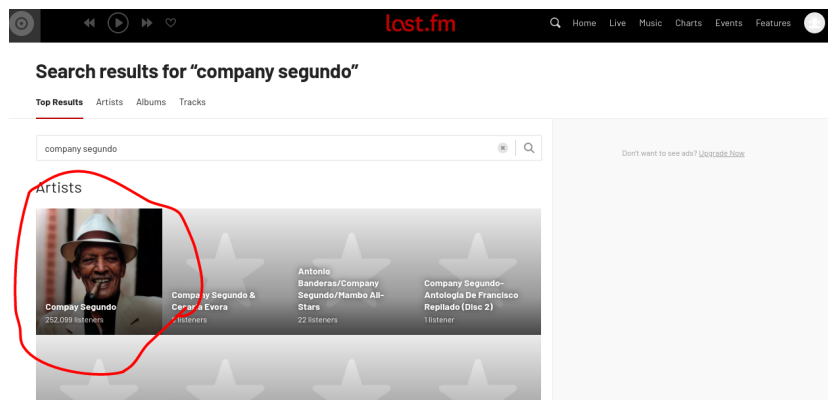 last.fm
Home Live Music Charts Events Features
Search results for “company segundo”
Top Results Artists Albums Tracks
company segundo
Don't want to see ads? Upgrade Now
Artists
Compay Segundo
252,099 listeners
Company Segundo &
Cesaria Evora
listeners
Antonio
Banderas/Company
Segundo/Mambo All-
Stars
22 listeners
Company Segundo-
Antologia De Francisco
Repilado (Disc 2)
1 listener